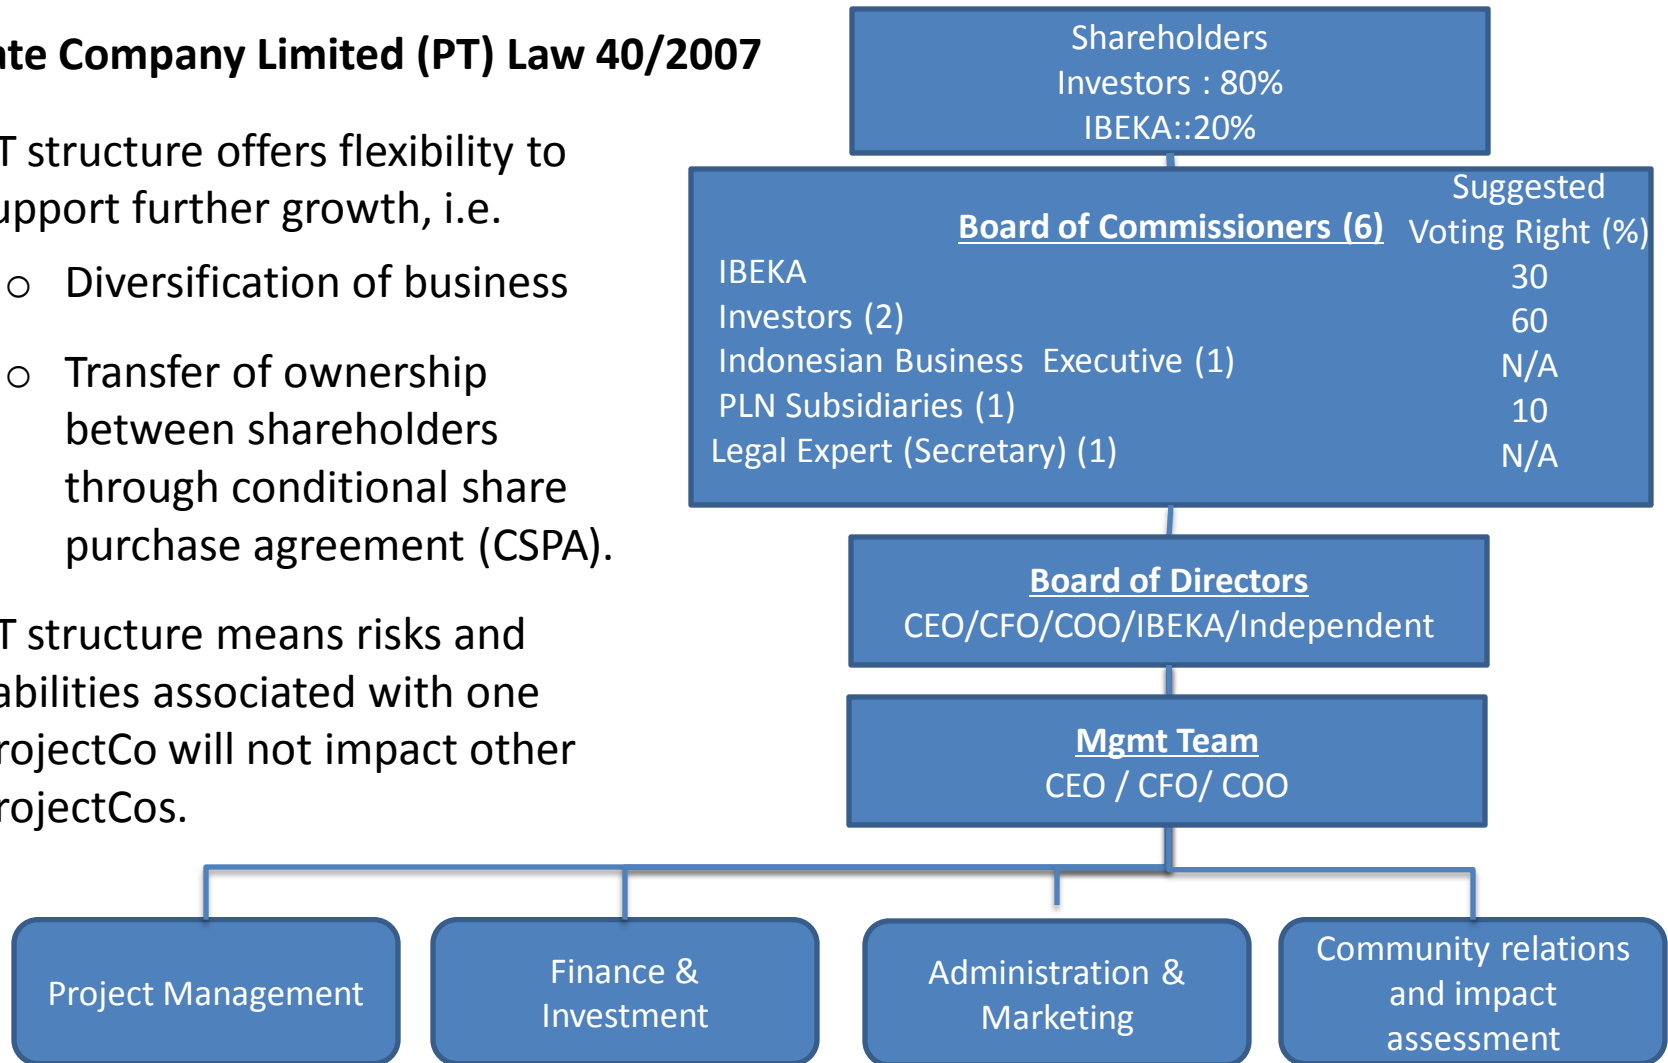 ate Company Limited (PT) Law 40/2007
T structure offers flexibility to
upport further growth, i.e.
o Diversification of business
o Transfer of ownership
between shareholders
through conditional share
purchase agreement (CSPA).
T structure means risks and
abilities associated with one
rojectCo will not impact other
rojectCos.
Shareholders
Investors : 80%
IBEKA::20%
Suggested
Board of Commissioners (6) Voting Right (%)
IBEKA 30
Investors (2) 60
Indonesian Business Executive (1) N/A
PLN Subsidiaries (1) 10
Legal Expert (Secretary) (1) N/A
Board of Directors
CEO/CFO/COO/IBEKA/Independent
Mgmt Team
CEO / CFO/ COO
Project Management
Finance &
Investment
Administration &
Marketing
Community relations
and impact
assessment